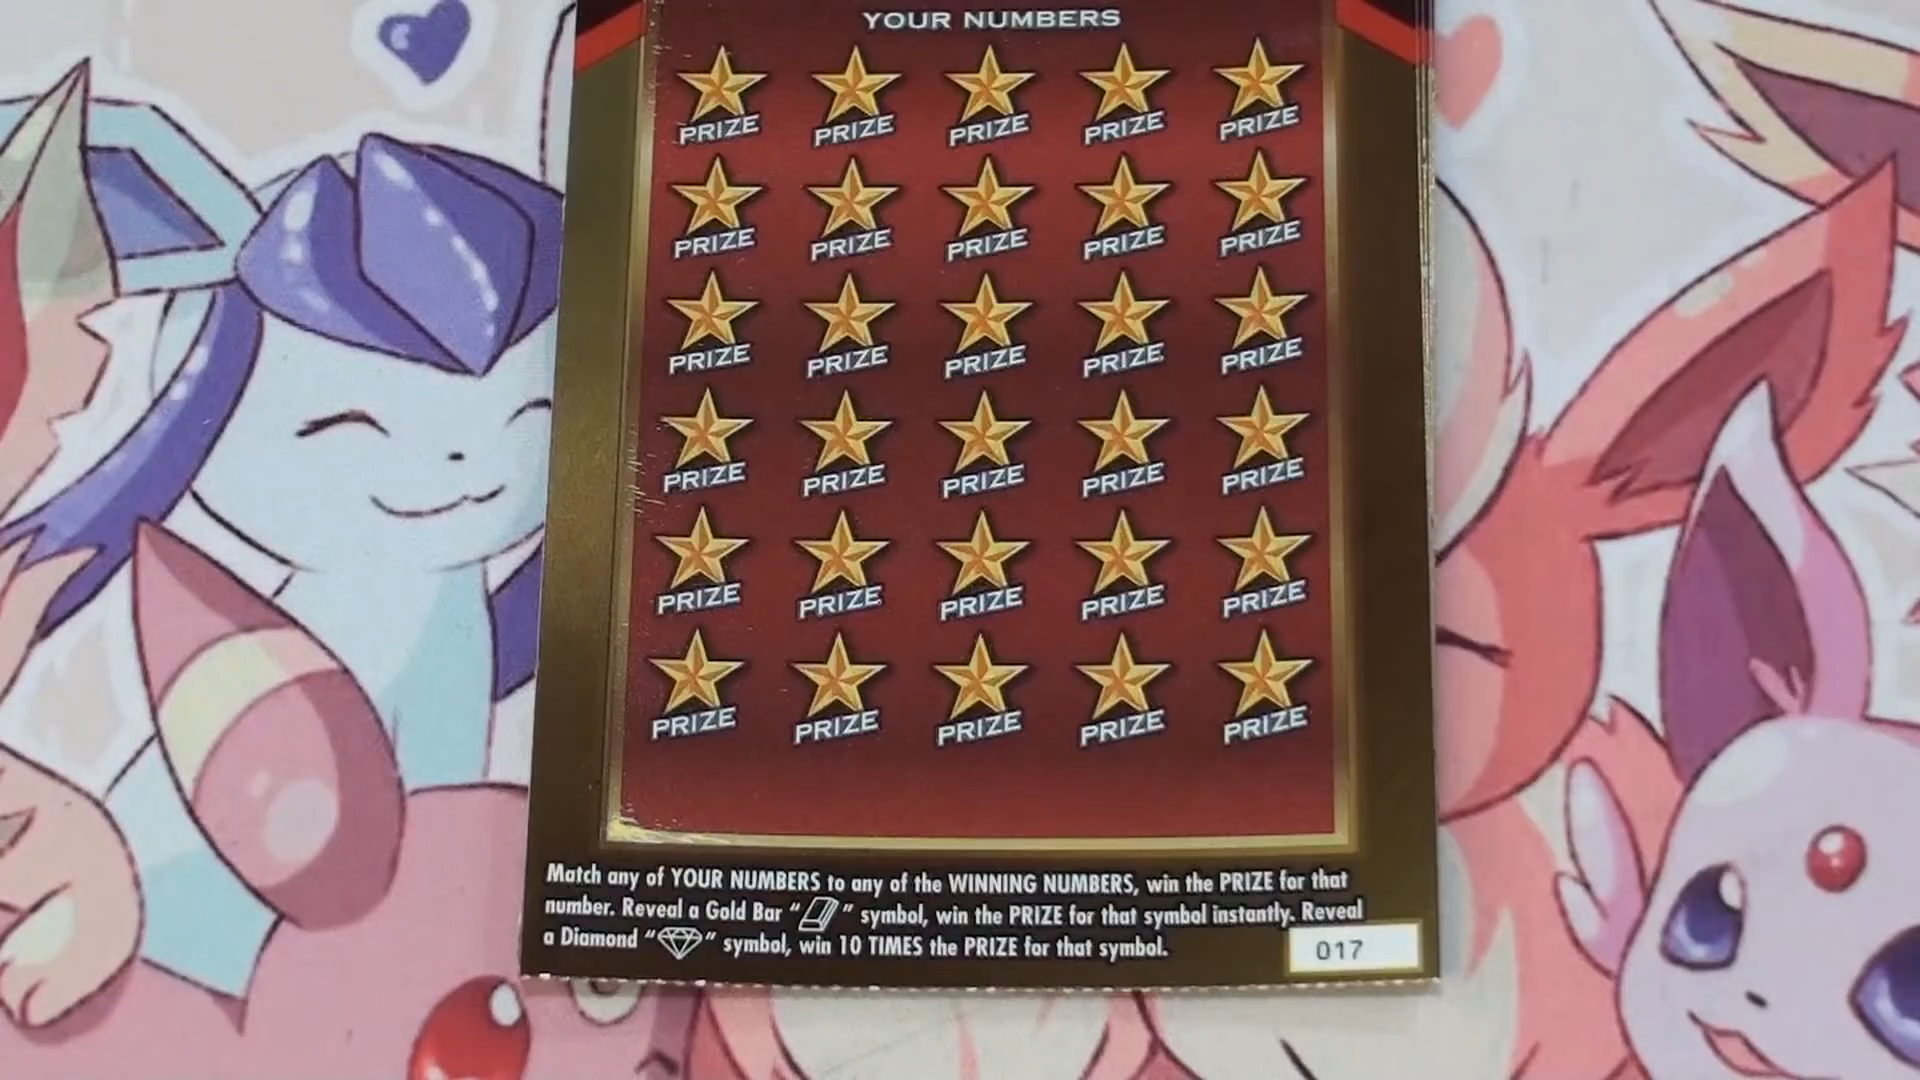 YOUR NUMBERS
PRIZE PRIZE PRIZE PRIZE PRIZE
PRIZE PRIZE PRIZE PRIZE PRIZE
PRIZE PRIZE PRIZE PRIZE PRIZE
PRIZE PRIZE PRIZE PRIZE PRIZE
PRIZE PRIZE PRIZE PRIZE PRIZE
PRIZE PRIZE PRIZE PRIZE PRIZE
Match any of YOUR NUMBERS to any of the WINNING NUMBERS, win the PRIZE for that
number. Reveal a Gold Bar “ ” symbol, win the PRIZE for that symbol instantly. Reveal
a Diamond “ ” symbol, win 10 TIMES the PRIZE for that symbol.
017